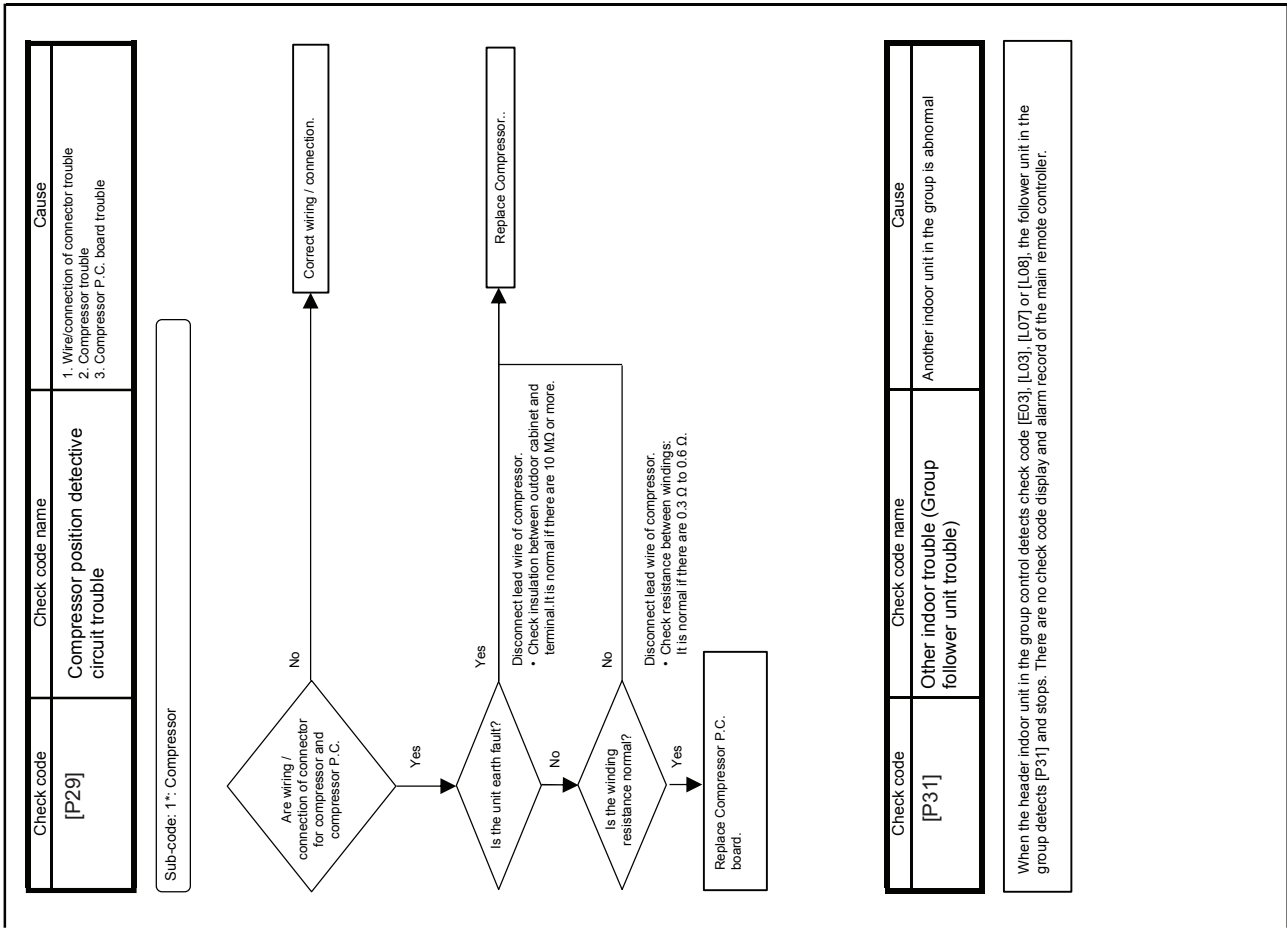 Check code
Check code name
Cause
[P29]
Compressor position detective
circuit trouble
1. Wire/connection of connector trouble
2. Compressor trouble
3. Compressor P.C. board trouble
Sub-code: 1*: Compressor
Are wiring /
connection of connector
for compressor and
compressor P.C.
No
Correct wiring / connection.
Yes
Is the unit earth fault?
Yes
Replace Compressor..
Disconnect lead wire of compressor.
• Check insulation between outdoor cabinet and
terminal.It is normal if there are 10 MΩ or more.
No
Is the winding
resistance normal?
No
Disconnect lead wire of compressor.
• Check resistance between windings:
It is normal if there are 0.3 Ω to 0.6 Ω.
Yes
Replace Compressor P.C.
board.
Check code
Check code name
Cause
[P31]
Other indoor trouble (Group
follower unit trouble)
Another indoor unit in the group is abnormal
When the header indoor unit in the group control detects check code [E03], [L03], [L07] or [L08], the follower unit in the
group detects [P31] and stops. There are no check code display and alarm record of the main remote controller.